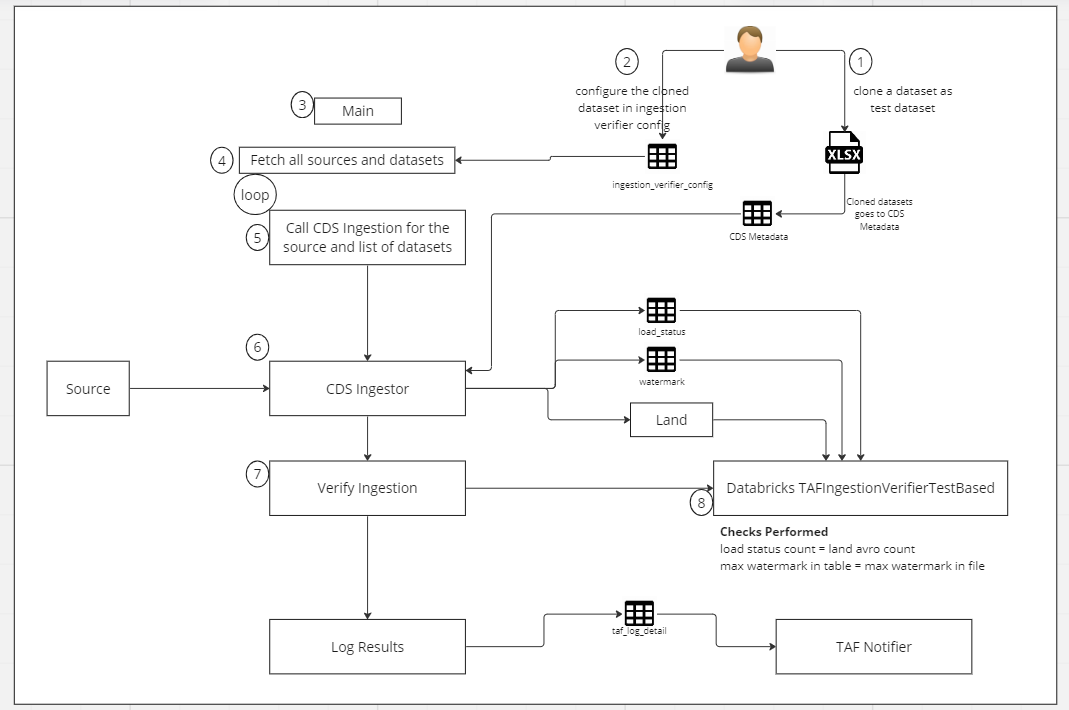 2
1
configure the cloned
dataset in ingestion
verifier config
clone a dataset as
test dataset
3
Main
XLSX
4
Fetch all sources and datasets
ingestion_verifier_config
loop
Cloned datasets
goes to CDS
Metadata
CDS Metadata
5
Call CDS Ingestion for the
source and list of datasets
load_status
6
watermark
Source
CDS Ingestor
Land
7
Verify Ingestion
8
Databricks TAFIngestionVerifierTestBased
Checks Performed
load status count = land avro count
max watermark in table = max watermark in file
taf_log_detail
Log Results
TAF Notifier